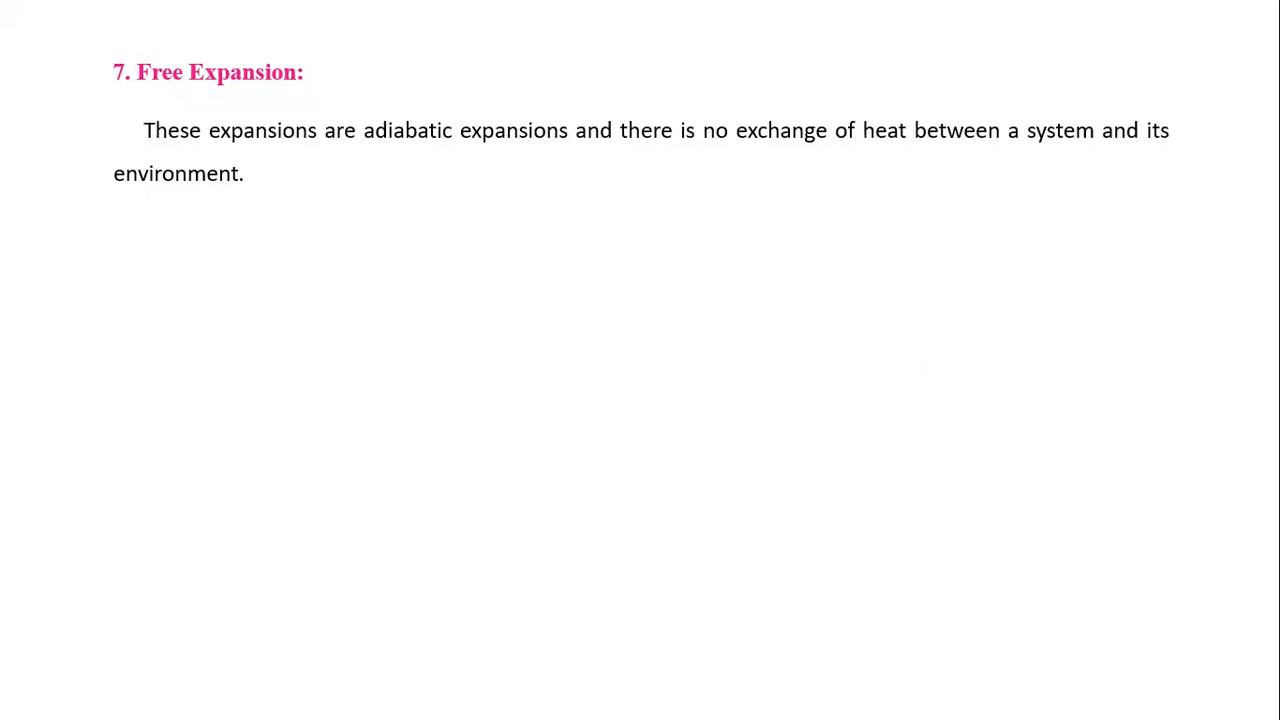 7. Free Expansion:
These expansions are adiabatic expansions and there is no exchange of heat between a system and its
environment.